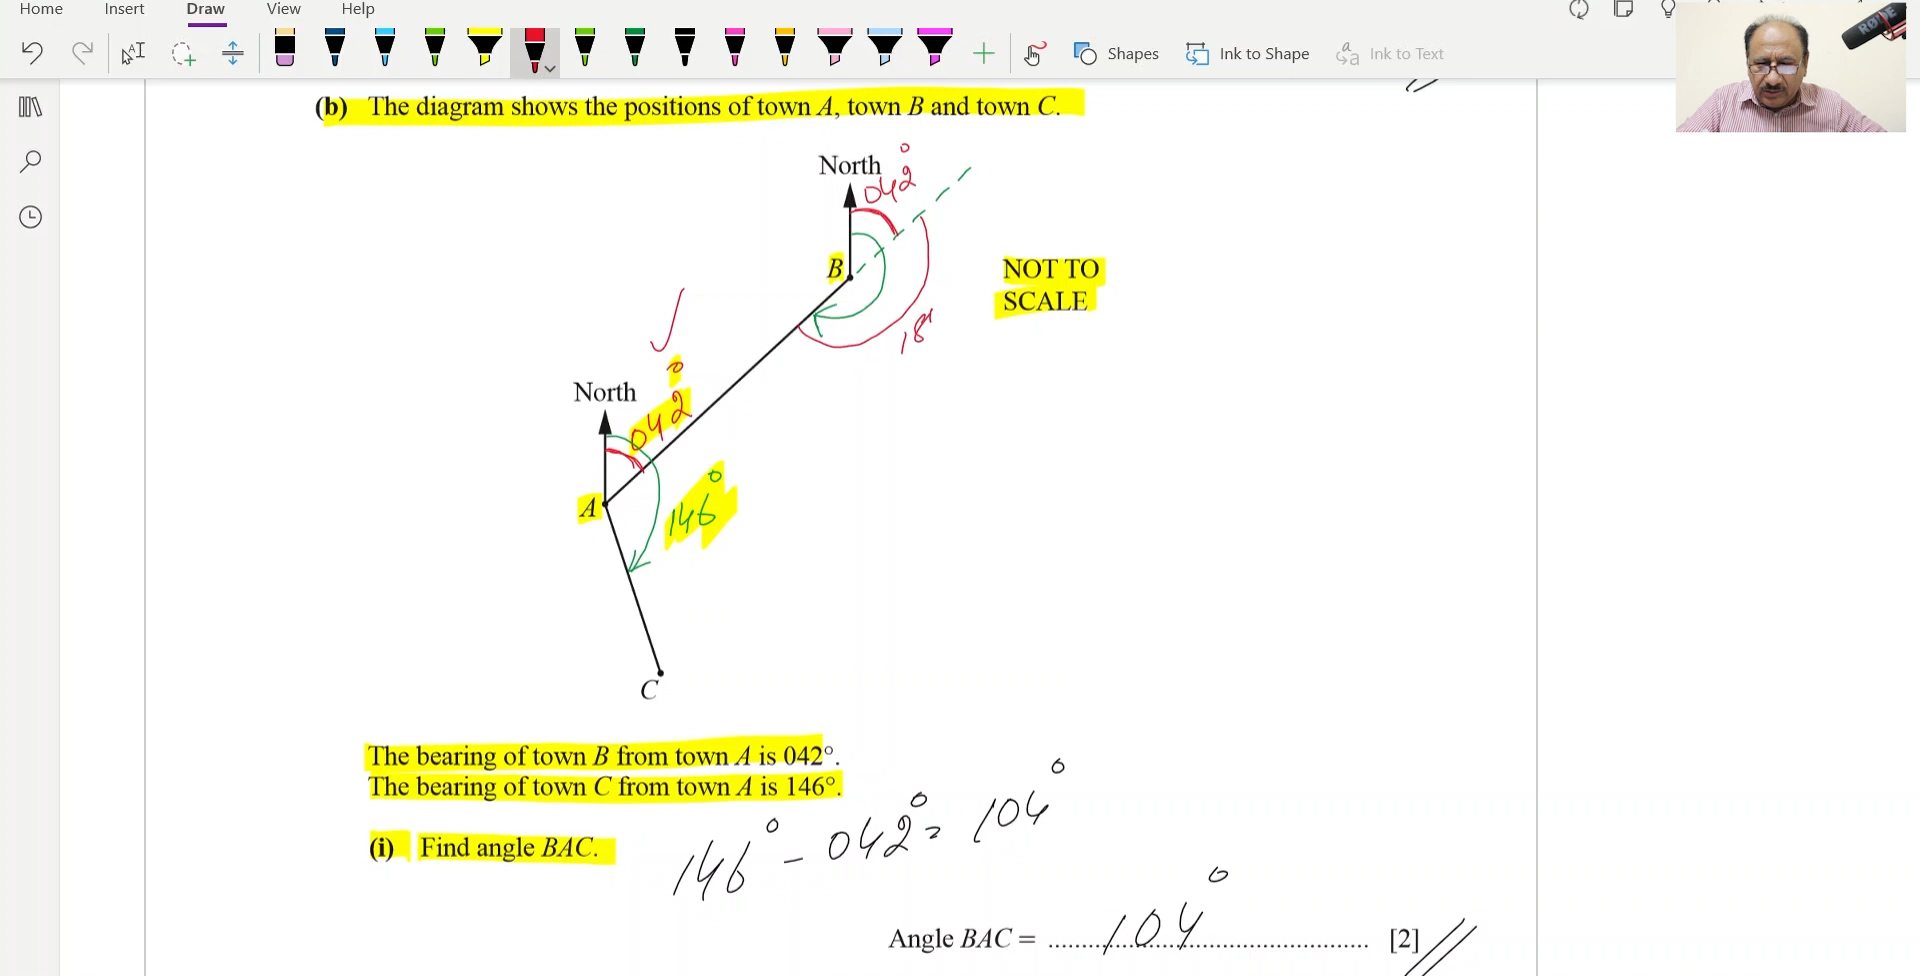 Home Insert Draw View Help
Shapes Ink to Shape Ink to Text
RØDE
(b) The diagram shows the positions of town A, town B and town C.
North
042°
B
NOT TO
SCALE
North
042°
A
146°
C
The bearing of town B from town A is 042°.
The bearing of town C from town A is 146°.
(i) Find angle BAC.
146° - 042° = 104°
Angle BAC = 104° [2]